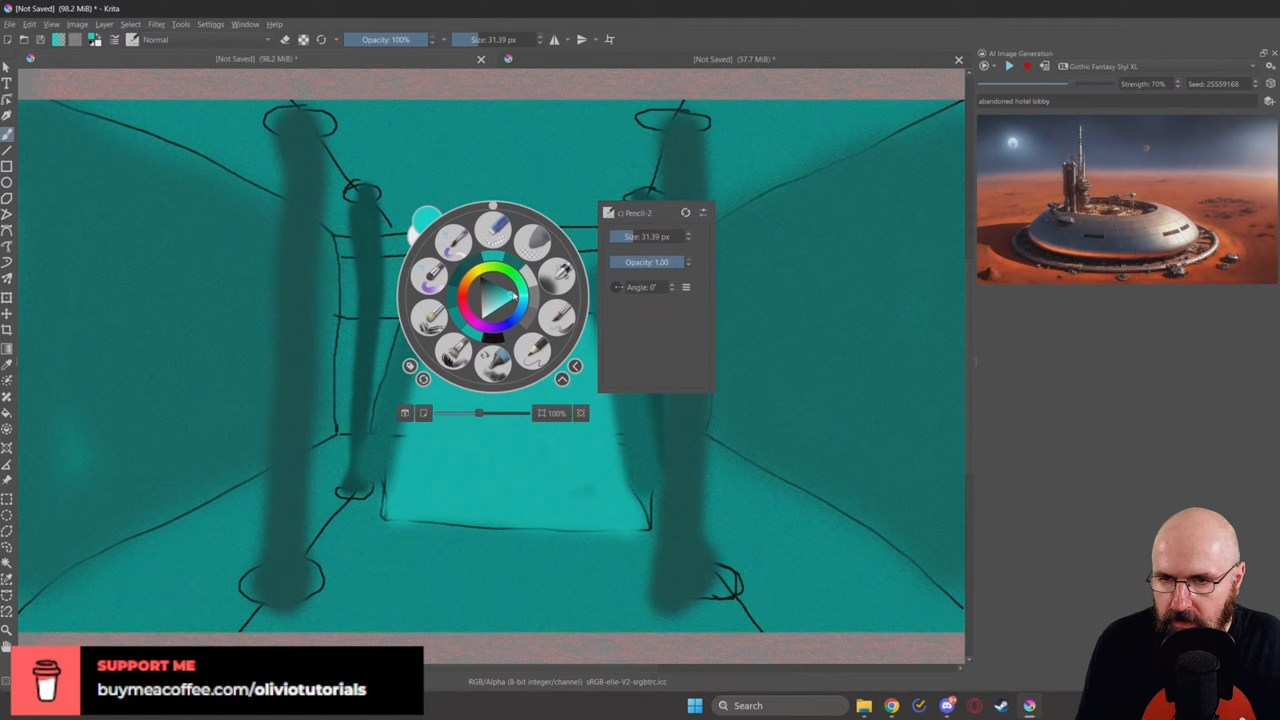 [Not Saved] (98.2 MiB) * - Krita
File Edit View Image Layer Select Filter Tools Settings Window Help
Normal
Opacity: 100%
Size: 31.39 px
[Not Saved] (98.2 MiB) *
[Not Saved] (57.7 MiB) *
AI Image Generation
Gothic Fantasy Styl XL
Strength: 70%
Seed: 25559168
abandoned hotel lobby
c) Pencil-2
Size: 31.39 px
Opacity: 1.00
Angle: 0°
100%
SUPPORT ME
buymeacoffee.com/oliviotutorials
RGB/Alpha (8-bit integer/channel) sRGB-elle-V2-srgbtrc.icc
Search